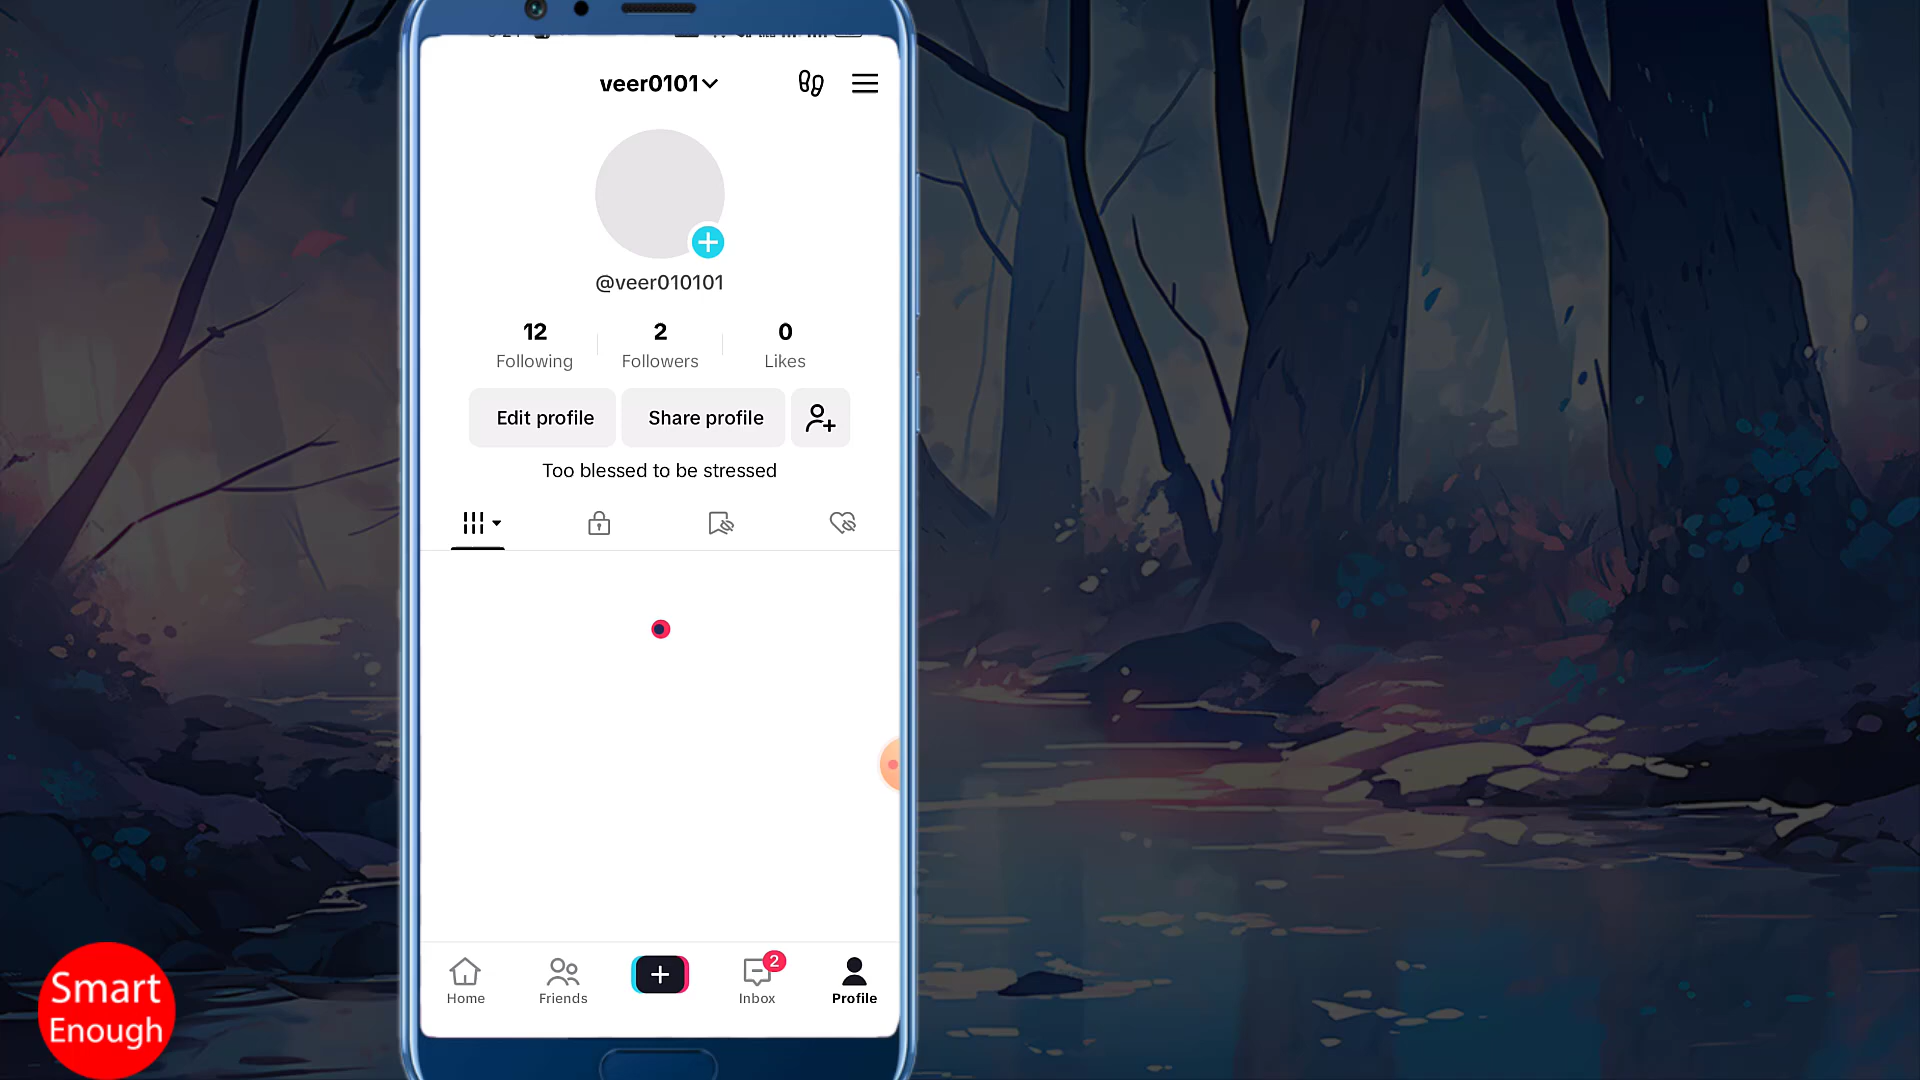 veer0101
@veer010101
12 2 0
Following Followers Likes
Edit profile Share profile
Too blessed to be stressed
2
Home Friends Inbox Profile
Smart
Enough